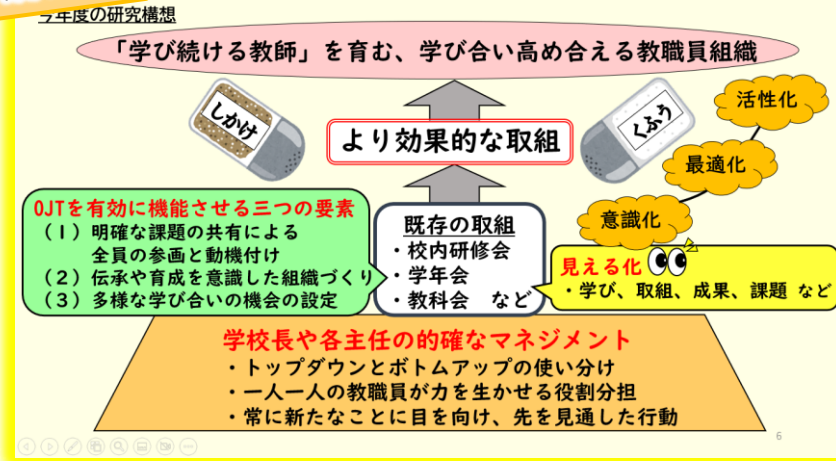 今年度の研究構想
「学び続ける教師」を育む、学び合い高め合える教職員組織
しかけ
くふう
より効果的な取組
活性化
最適化
意識化
OJTを有効に機能させる三つの要素
(1)明確な課題の共有による
全員の参画と動機付け
(2)伝承や育成を意識した組織づくり
(3)多様な学び合いの機会の設定
既存の取組
・校内研修会
・学年会
・教科会 など
見える化
・学び、取組、成果、課題 など
学校長や各主任の的確なマネジメント
・トップダウンとボトムアップの使い分け
・一人一人の教職員が力を生かせる役割分担
・常に新たなことに目を向け、先を見通した行動
6